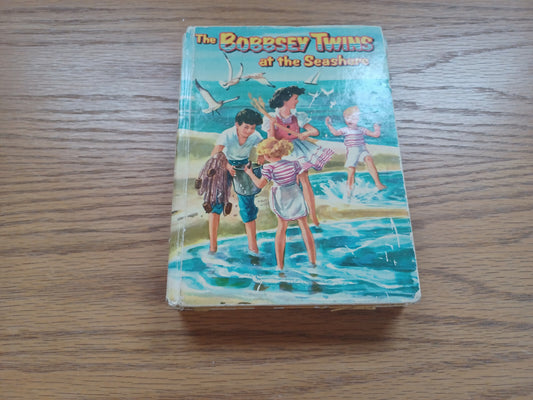 The BOBBSEY TWINS
at the Seashore